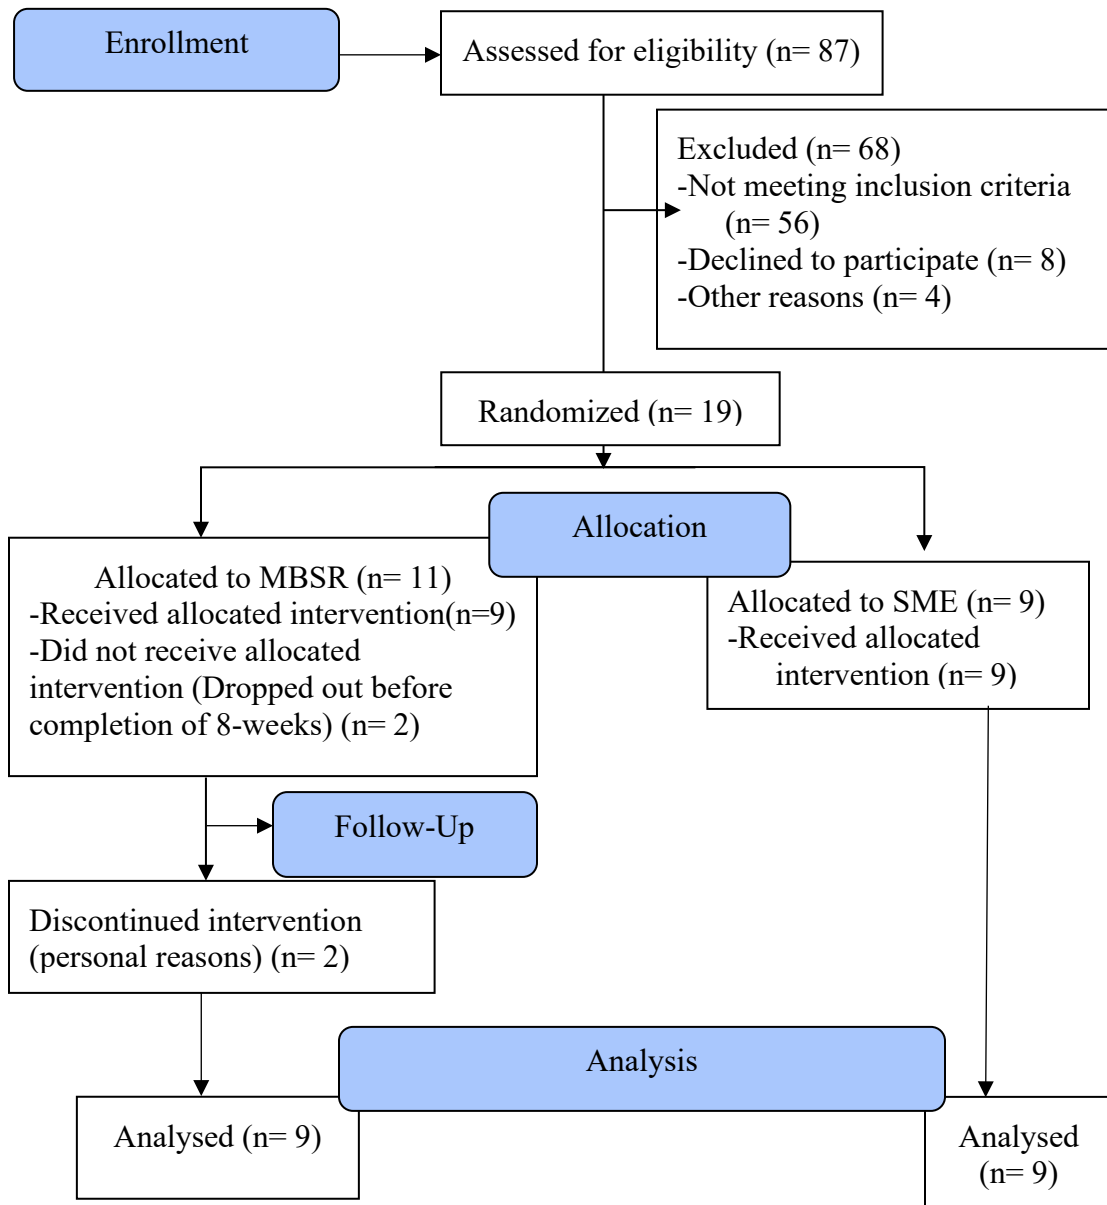 Enrollment
Assessed for eligibility (n= 87)
Excluded (n= 68)
-Not meeting inclusion criteria
(n= 56)
-Declined to participate (n= 8)
-Other reasons (n= 4)
Randomized (n= 19)
Allocation
Allocated to MBSR (n= 11)
-Received allocated intervention(n=9)
-Did not receive allocated
intervention (Dropped out before
completion of 8-weeks) (n= 2)
Allocated to SME (n= 9)
-Received allocated
intervention (n= 9)
Follow-Up
Discontinued intervention
(personal reasons) (n= 2)
Analysis
Analysed (n= 9)
Analysed
(n= 9)